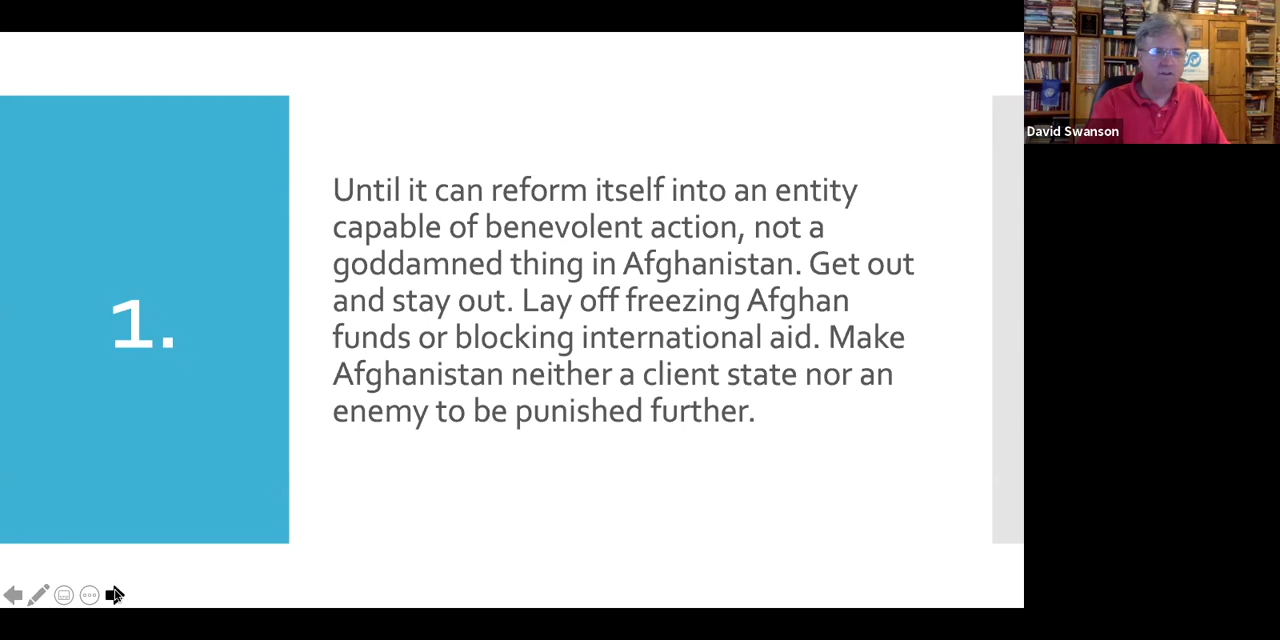 1.
Until it can reform itself into an entity
capable of benevolent action, not a
goddamned thing in Afghanistan. Get out
and stay out. Lay off freezing Afghan
funds or blocking international aid. Make
Afghanistan neither a client state nor an
enemy to be punished further.
David Swanson